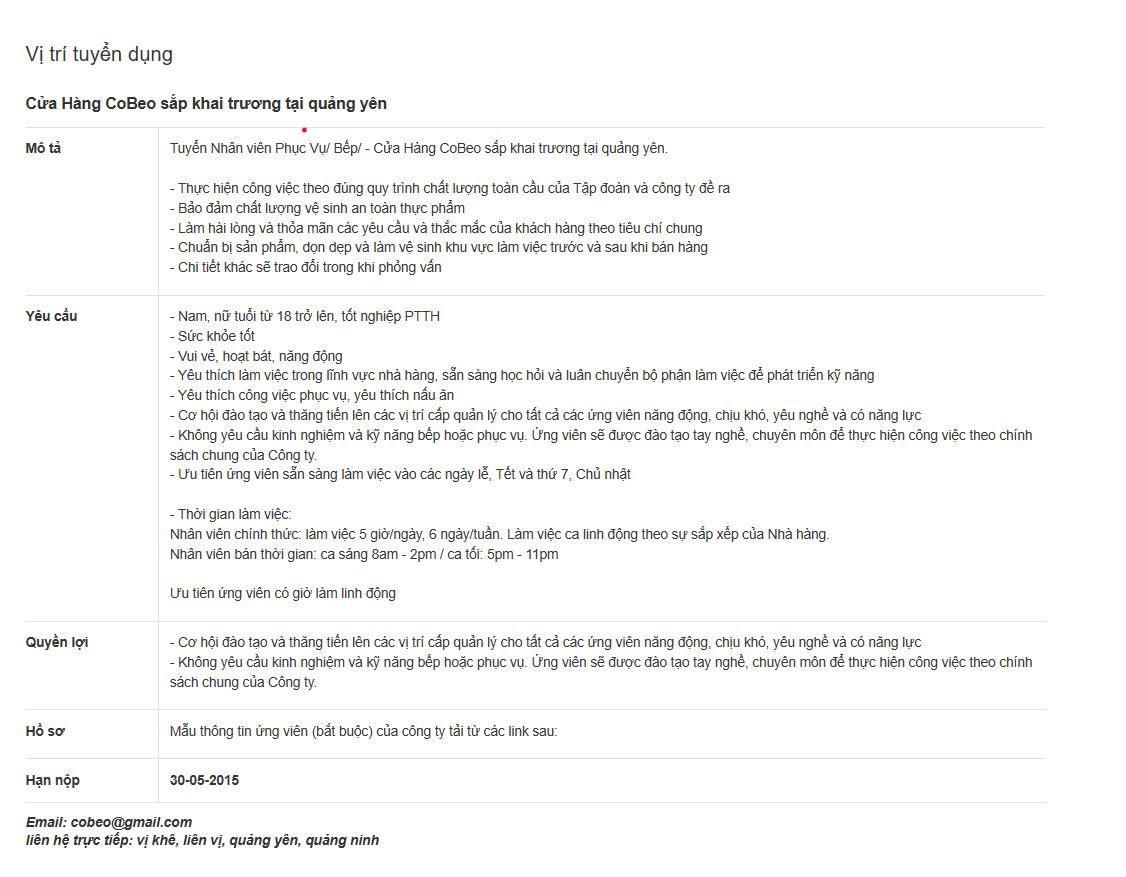 Vị trí tuyển dụng
Cửa Hàng CoBeo sắp khai trương tại quảng yên
Mô tả
Tuyển Nhân viên Phục Vụ/ Bếp/ - Cửa Hàng CoBeo sắp khai trương tại quảng yên.
- Thực hiện công việc theo đúng quy trình chất lượng toàn cầu của Tập đoàn và công ty đề ra
- Bảo đảm chất lượng vệ sinh an toàn thực phẩm
- Làm hài lòng và thỏa mãn các yêu cầu và thắc mắc của khách hàng theo tiêu chí chung
- Chuẩn bị sản phẩm, dọn dẹp và làm vệ sinh khu vực làm việc trước và sau khi bán hàng
- Chi tiết khác sẽ trao đổi trong khi phỏng vấn
Yêu cầu
- Nam, nữ tuổi từ 18 trở lên, tốt nghiệp PTTH
- Sức khỏe tốt
- Vui vẻ, hoạt bát, năng động
- Yêu thích làm việc trong lĩnh vực nhà hàng, sẵn sàng học hỏi và luân chuyển bộ phận làm việc để phát triển kỹ năng
- Yêu thích công việc phục vụ, yêu thích nấu ăn
- Cơ hội đào tạo và thăng tiến lên các vị trí cấp quản lý cho tất cả các ứng viên năng động, chịu khó, yêu nghề và có năng lực
- Không yêu cầu kinh nghiệm và kỹ năng bếp hoặc phục vụ. Ứng viên sẽ được đào tạo tay nghề, chuyên môn để thực hiện công việc theo chính
sách chung của Công ty.
- Ưu tiên ứng viên sẵn sàng làm việc vào các ngày lễ, Tết và thứ 7, Chủ nhật
- Thời gian làm việc:
Nhân viên chính thức: làm việc 5 giờ/ngày, 6 ngày/tuần. Làm việc ca linh động theo sự sắp xếp của Nhà hàng.
Nhân viên bán thời gian: ca sáng 8am - 2pm / ca tối: 5pm - 11pm
Ưu tiên ứng viên có giờ làm linh động
Quyền lợi
- Cơ hội đào tạo và thăng tiến lên các vị trí cấp quản lý cho tất cả các ứng viên năng động, chịu khó, yêu nghề và có năng lực
- Không yêu cầu kinh nghiệm và kỹ năng bếp hoặc phục vụ. Ứng viên sẽ được đào tạo tay nghề, chuyên môn để thực hiện công việc theo chính
sách chung của Công ty.
Hồ sơ
Mẫu thông tin ứng viên (bắt buộc) của công ty tải từ các link sau:
Hạn nộp
30-05-2015
Email: cobeo@gmail.com
liên hệ trực tiếp: vị khê, liên vị, quảng yên, quảng ninh